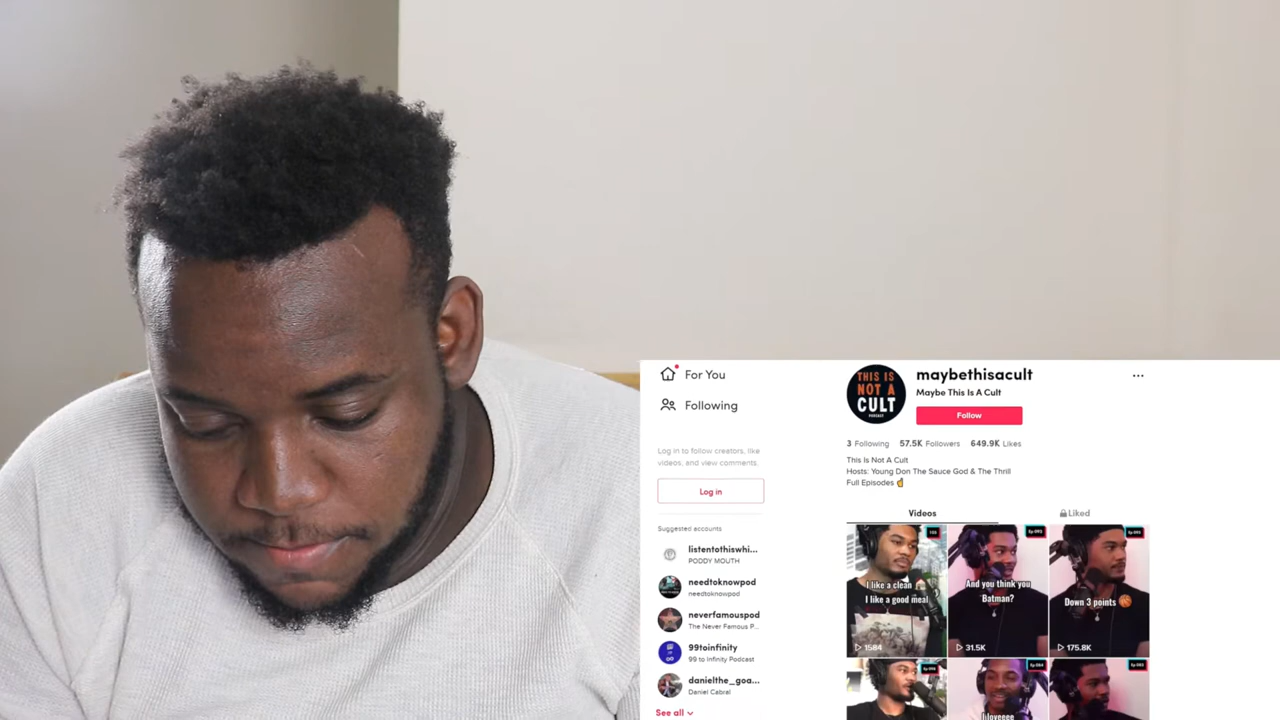 For You
Following
Log in to follow creators, like
videos, and view comments.
Log in
Suggested accounts
listentothiswhi...
PODDY MOUTH
needtoknowpod
needtoknowpod
neverfamouspod
The Never Famous P...
99toinfinity
99 to Infinity Podcast
danielthe_goa...
Daniel Cabral
See all
THIS IS
NOT A
CULT
PODCAST
maybethisacult
Maybe This Is A Cult
Follow
3 Following 57.5K Followers 649.9K Likes
This Is Not A Cult
Hosts: Young Don The Sauce God & The Thrill
Full Episodes ☝
Videos
Liked
I like a clean
I like a good meal
1584
And you think you
Batman?
31.5K
Down 3 points 🏀
175.8K